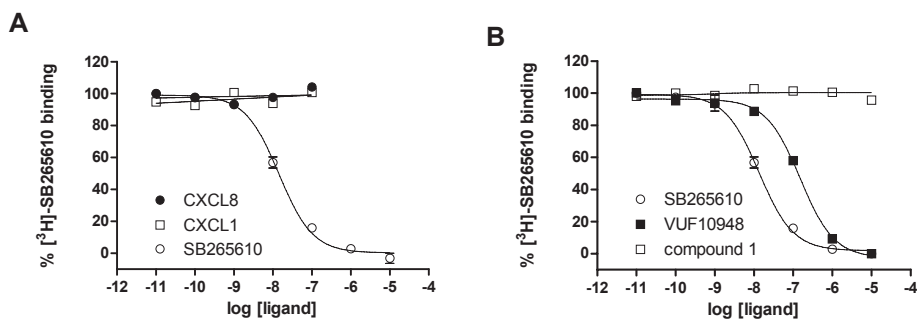 A
% [³H]-SB265610 binding
120
100
80
60
40
20
0
CXCL8
CXCL1
SB265610
-12 -11 -10 -9 -8 -7 -6 -5 -4
log [ligand]
B
% [³H]-SB265610 binding
120
100
80
60
40
20
0
SB265610
VUF10948
compound 1
-12 -11 -10 -9 -8 -7 -6 -5 -4
log [ligand]